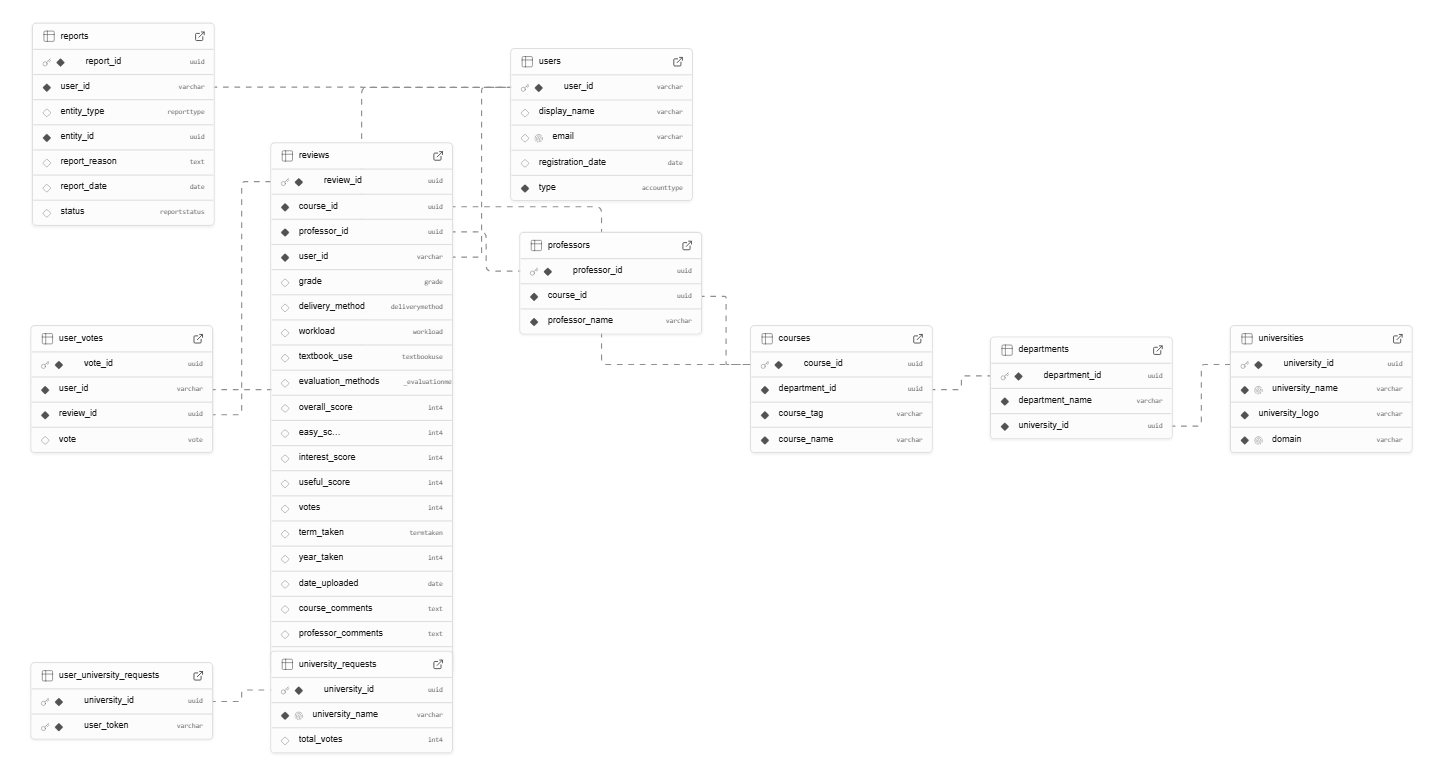 reports
report_id uuid
user_id varchar
entity_type reporttype
entity_id uuid
report_reason text
report_date date
status reportstatus
users
user_id varchar
display_name varchar
email varchar
registration_date date
type accounttype
reviews
review_id uuid
course_id uuid
professor_id uuid
user_id varchar
grade grade
delivery_method deliverymethod
workload workload
textbook_use textbookuse
evaluation_methods _evaluationme
overall_score int4
easy_sc... int4
interest_score int4
useful_score int4
votes int4
term_taken termtaken
year_taken int4
date_uploaded date
course_comments text
professor_comments text
professors
professor_id uuid
course_id uuid
professor_name varchar
user_votes
vote_id uuid
user_id varchar
review_id uuid
vote vote
courses
course_id uuid
department_id uuid
course_tag varchar
course_name varchar
departments
department_id uuid
department_name varchar
university_id uuid
universities
university_id uuid
university_name varchar
university_logo varchar
domain varchar
user_university_requests
university_id uuid
user_token varchar
university_requests
university_id uuid
university_name varchar
total_votes int4